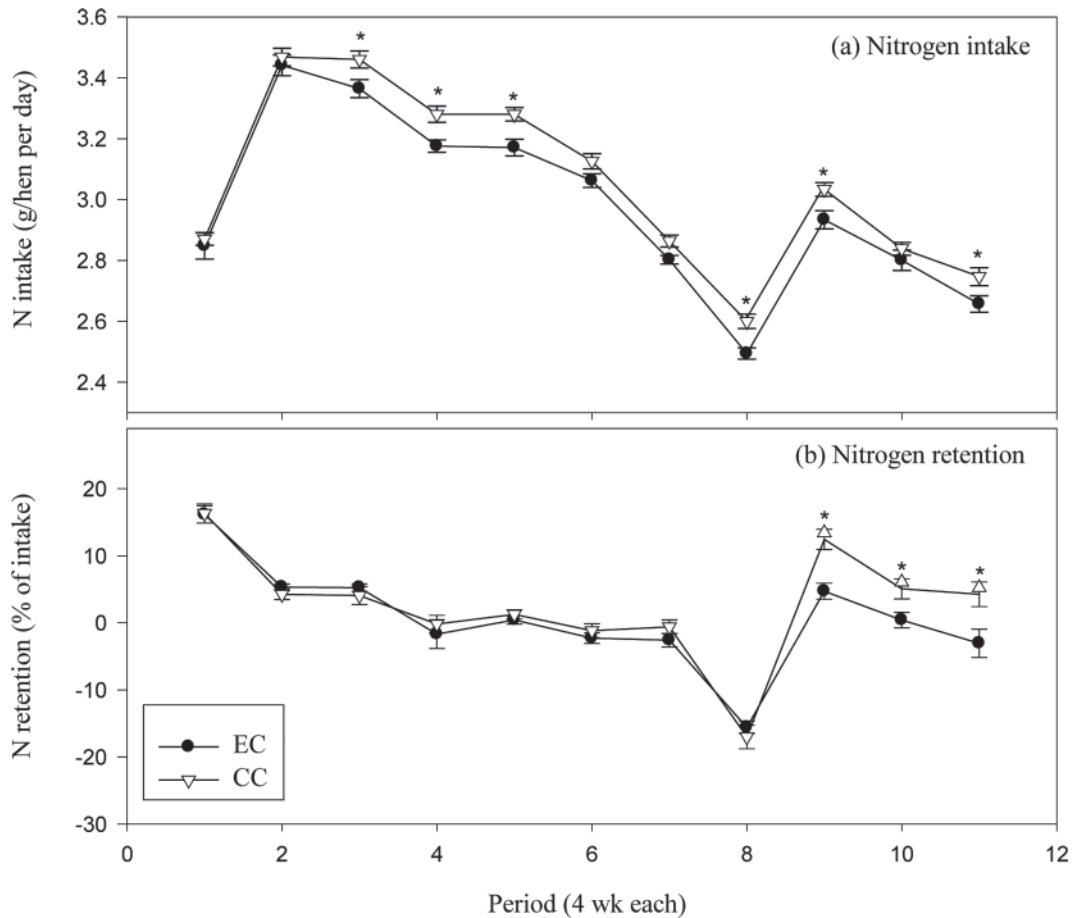 3.6
3.4
3.2
3.0
2.8
2.6
2.4
N intake (g/hen per day)
(a) Nitrogen intake
*
*
*
*
*
*
20
10
0
-10
-20
-30
N retention (% of intake)
(b) Nitrogen retention
*
*
*
EC
CC
0 2 4 6 8 10 12
Period (4 wk each)